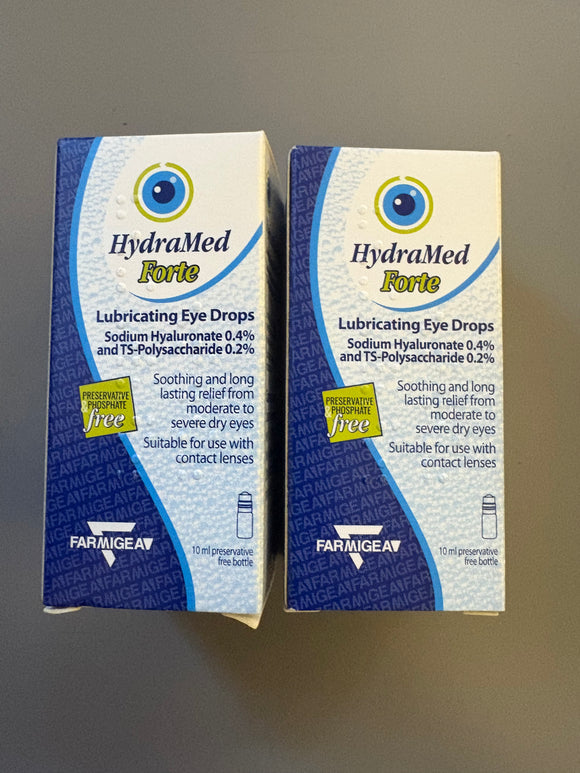 HydraMed
Forte
Lubricating Eye Drops
Sodium Hyaluronate 0.4%
and TS-Polysaccharide 0.2%
PRESERVATIVE
& PHOSPHATE
free
Soothing and long
lasting relief from
moderate to
severe dry eyes
Suitable for use with
contact lenses
FARMIGEA
10 ml preservative
free bottle
HydraMed
Forte
Lubricating Eye Drops
Sodium Hyaluronate 0.4%
and TS-Polysaccharide 0.2%
PRESERVATIVE
& PHOSPHATE
free
Soothing and long
lasting relief from
moderate to
severe dry eyes
Suitable for use with
contact lenses
FARMIGEA
10 ml preservative
free bottle